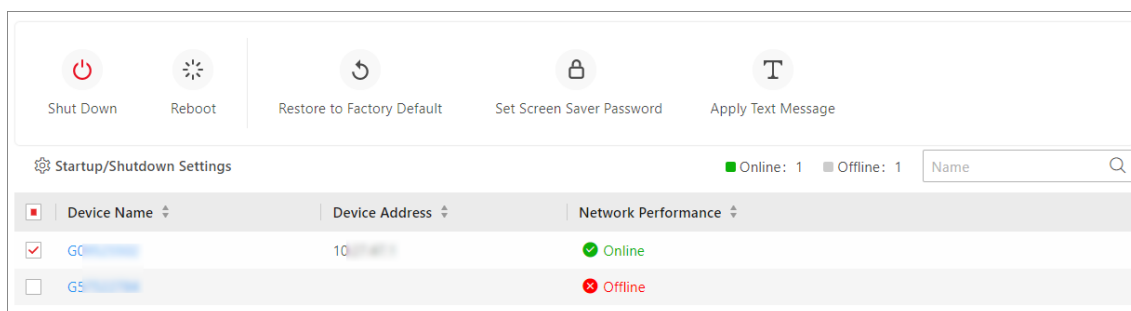 Shut Down Reboot Restore to Factory Default Set Screen Saver Password Apply Text Message
Startup/Shutdown Settings Online: 1 Offline: 1 Name
Device Name Device Address Network Performance
Online
Offline